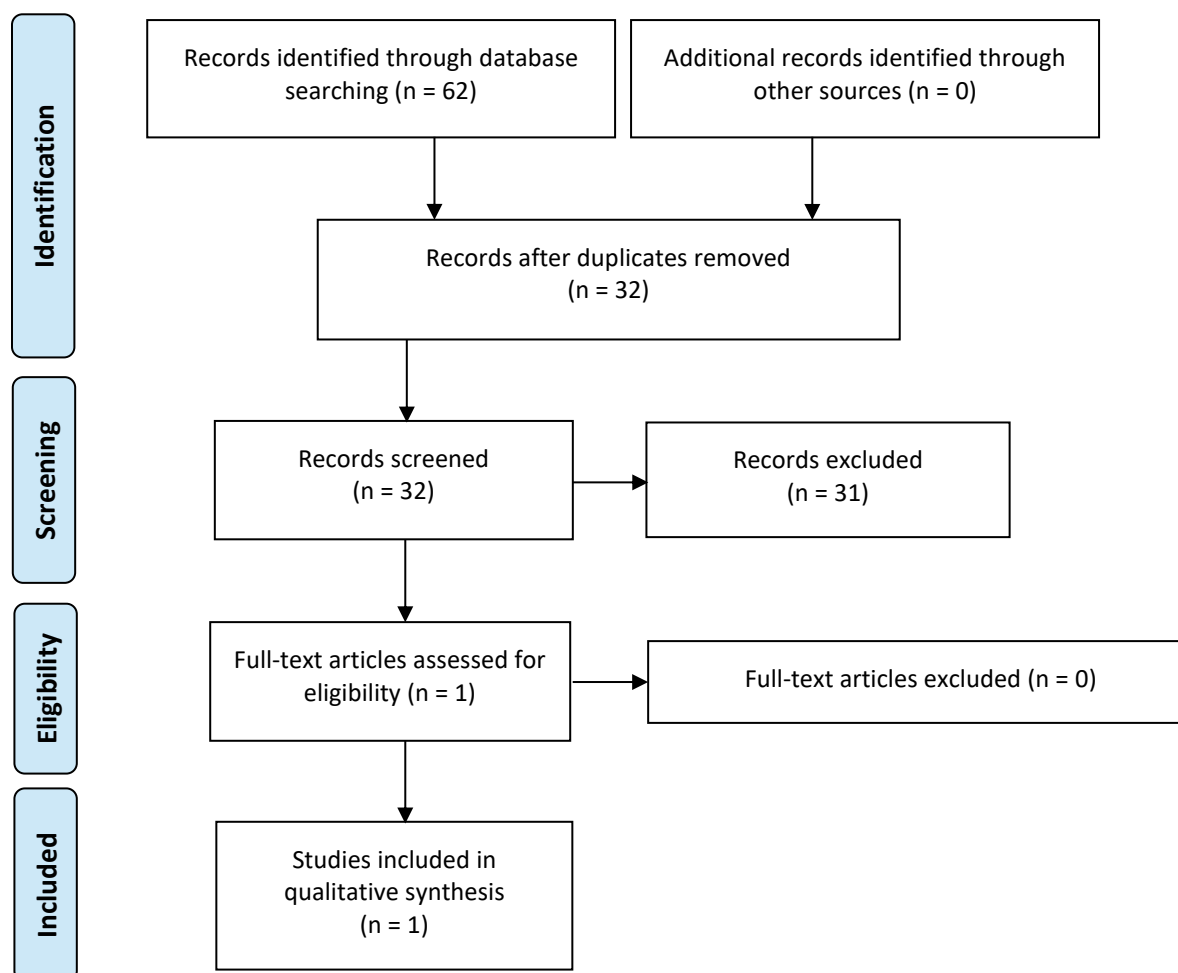 Identification
Records identified through database
searching (n = 62)
Additional records identified through
other sources (n = 0)
Records after duplicates removed
(n = 32)
Screening
Records screened
(n = 32)
Records excluded
(n = 31)
Eligibility
Full-text articles assessed for
eligibility (n = 1)
Full-text articles excluded (n = 0)
Included
Studies included in
qualitative synthesis
(n = 1)